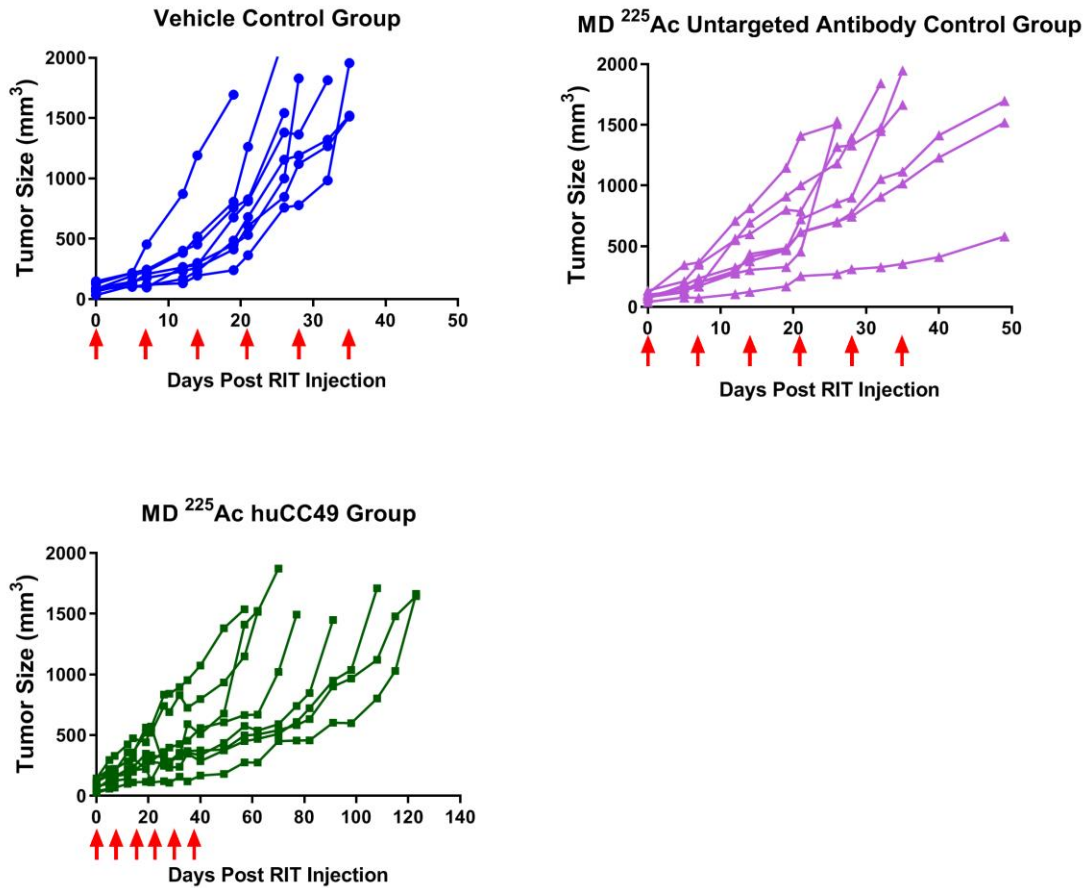 Vehicle Control Group
Tumor Size (mm³)
2000
1500
1000
500
0
0 10 20 30 40 50
Days Post RIT Injection
MD ²²⁵Ac Untargeted Antibody Control Group
Tumor Size (mm³)
2000
1500
1000
500
0
0 10 20 30 40 50
Days Post RIT Injection
MD ²²⁵Ac huCC49 Group
Tumor Size (mm³)
2000
1500
1000
500
0
0 20 40 60 80 100 120 140
Days Post RIT Injection